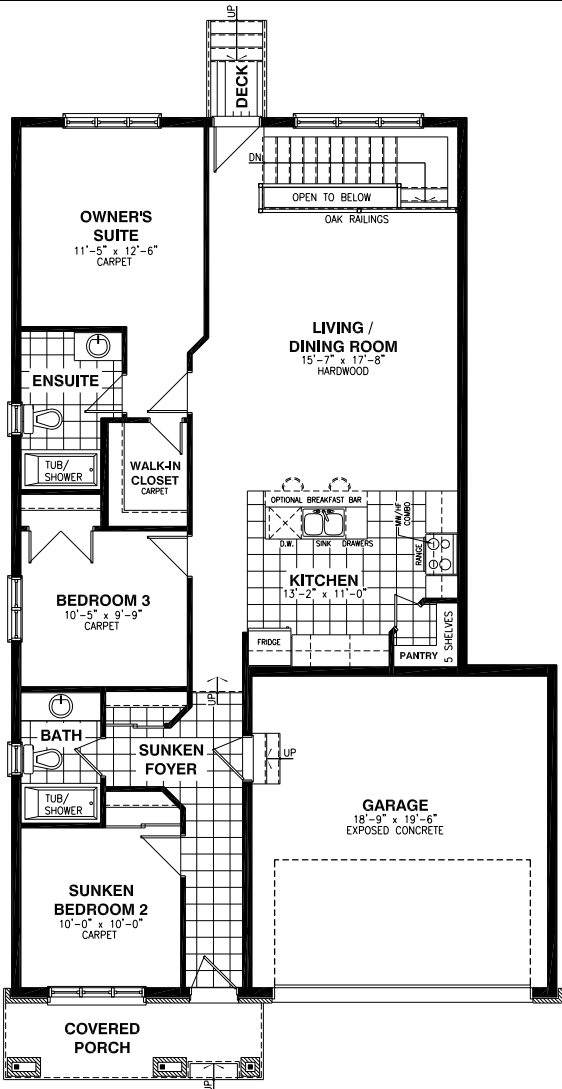 UP
DECK
DN
OPEN TO BELOW
OAK RAILINGS
OWNER'S
SUITE
11'-5" x 12'-6"
CARPET
LIVING /
DINING ROOM
15'-7" x 17'-8"
HARDWOOD
ENSUITE
TUB/
SHOWER
WALK-IN
CLOSET
CARPET
OPTIONAL BREAKFAST BAR
D.W.
SINK
DRAWERS
MW/HF
COMBO
RANGE
KITCHEN
13'-2" x 11'-0"
FRIDGE
PANTRY
5 SHELVES
BEDROOM 3
10'-5" x 9'-9"
CARPET
UP
BATH
SUNKEN
FOYER
UP
TUB/
SHOWER
GARAGE
18'-9" x 19'-6"
EXPOSED CONCRETE
SUNKEN
BEDROOM 2
10'-0" x 10'-0"
CARPET
COVERED
PORCH
UP